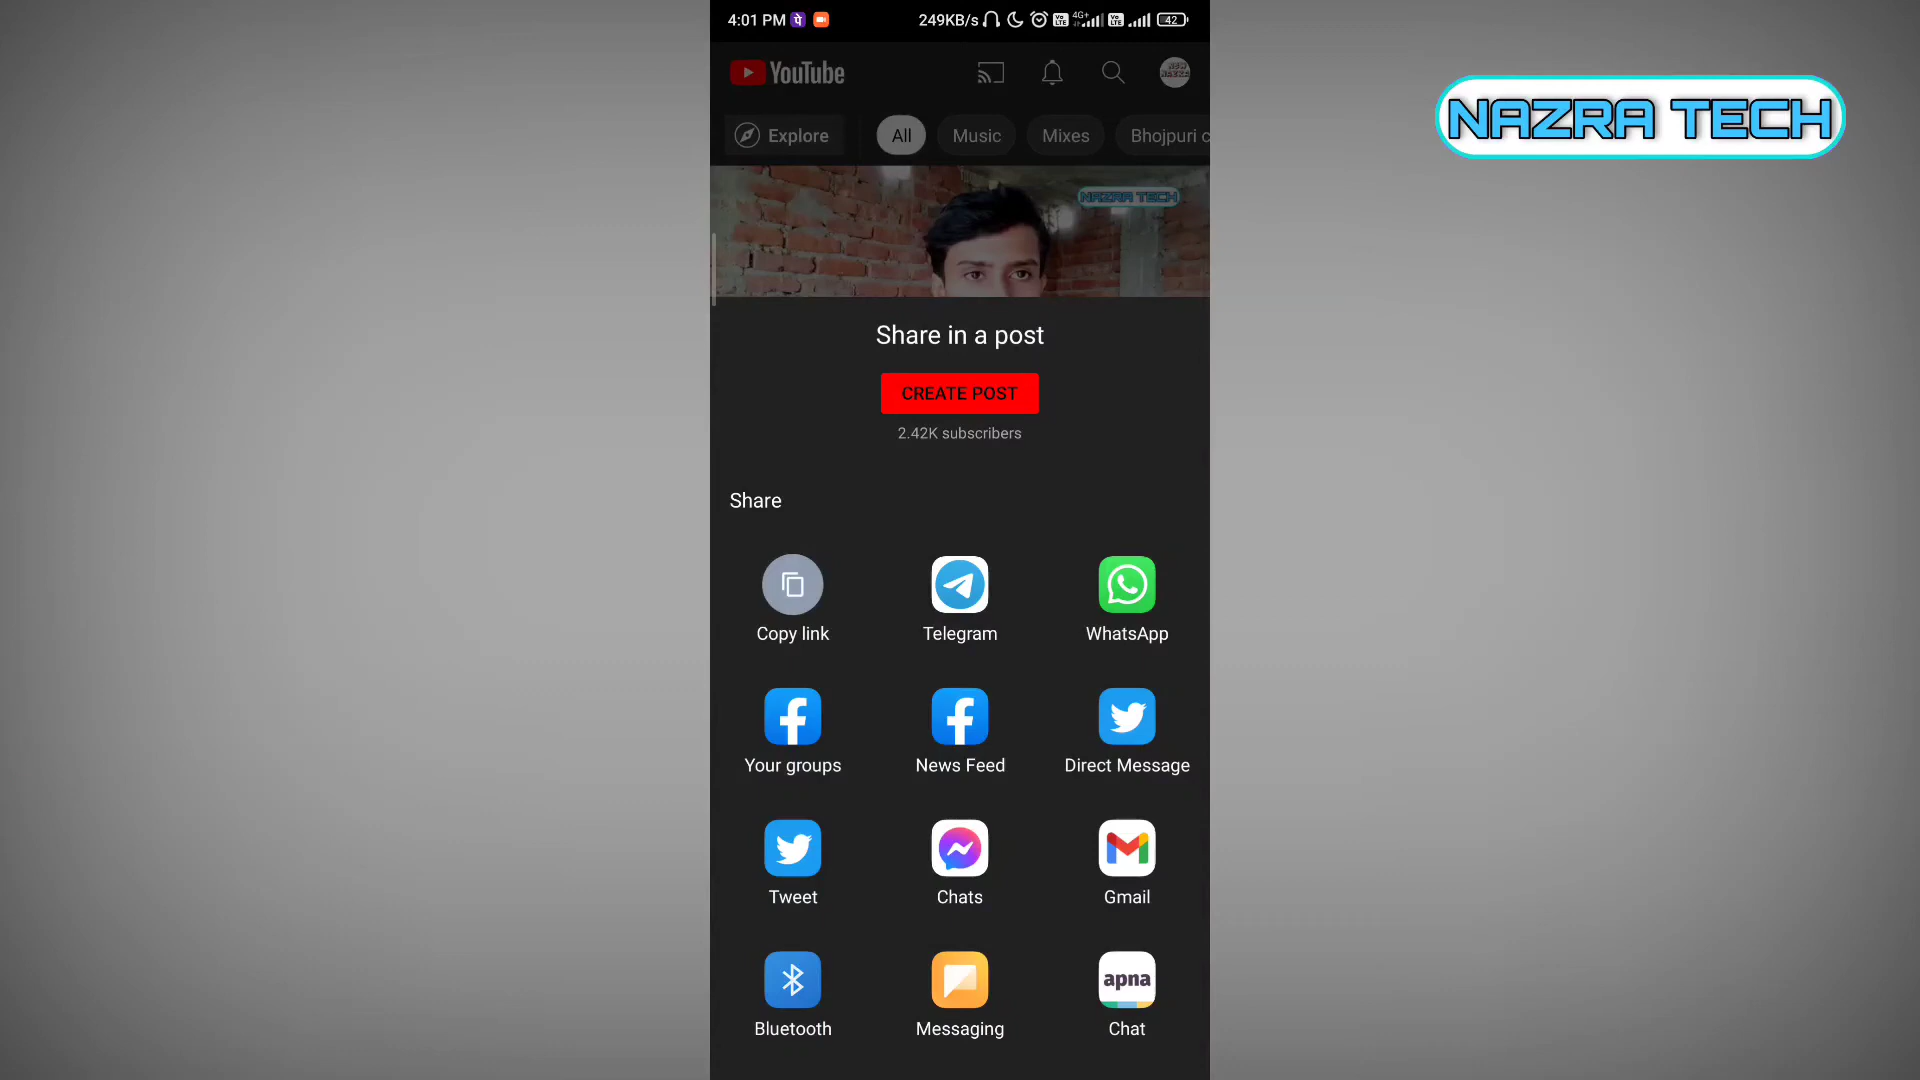 4:01 PM 249KB/s 4G+ 42
YouTube
NAZRA TECH
Explore
All
Music
Mixes
Bhojpuri c
NAZRA TECH
Share in a post
CREATE POST
2.42K subscribers
Share
Copy link
Telegram
WhatsApp
Your groups
News Feed
Direct Message
Tweet
Chats
Gmail
apna
Bluetooth
Messaging
Chat